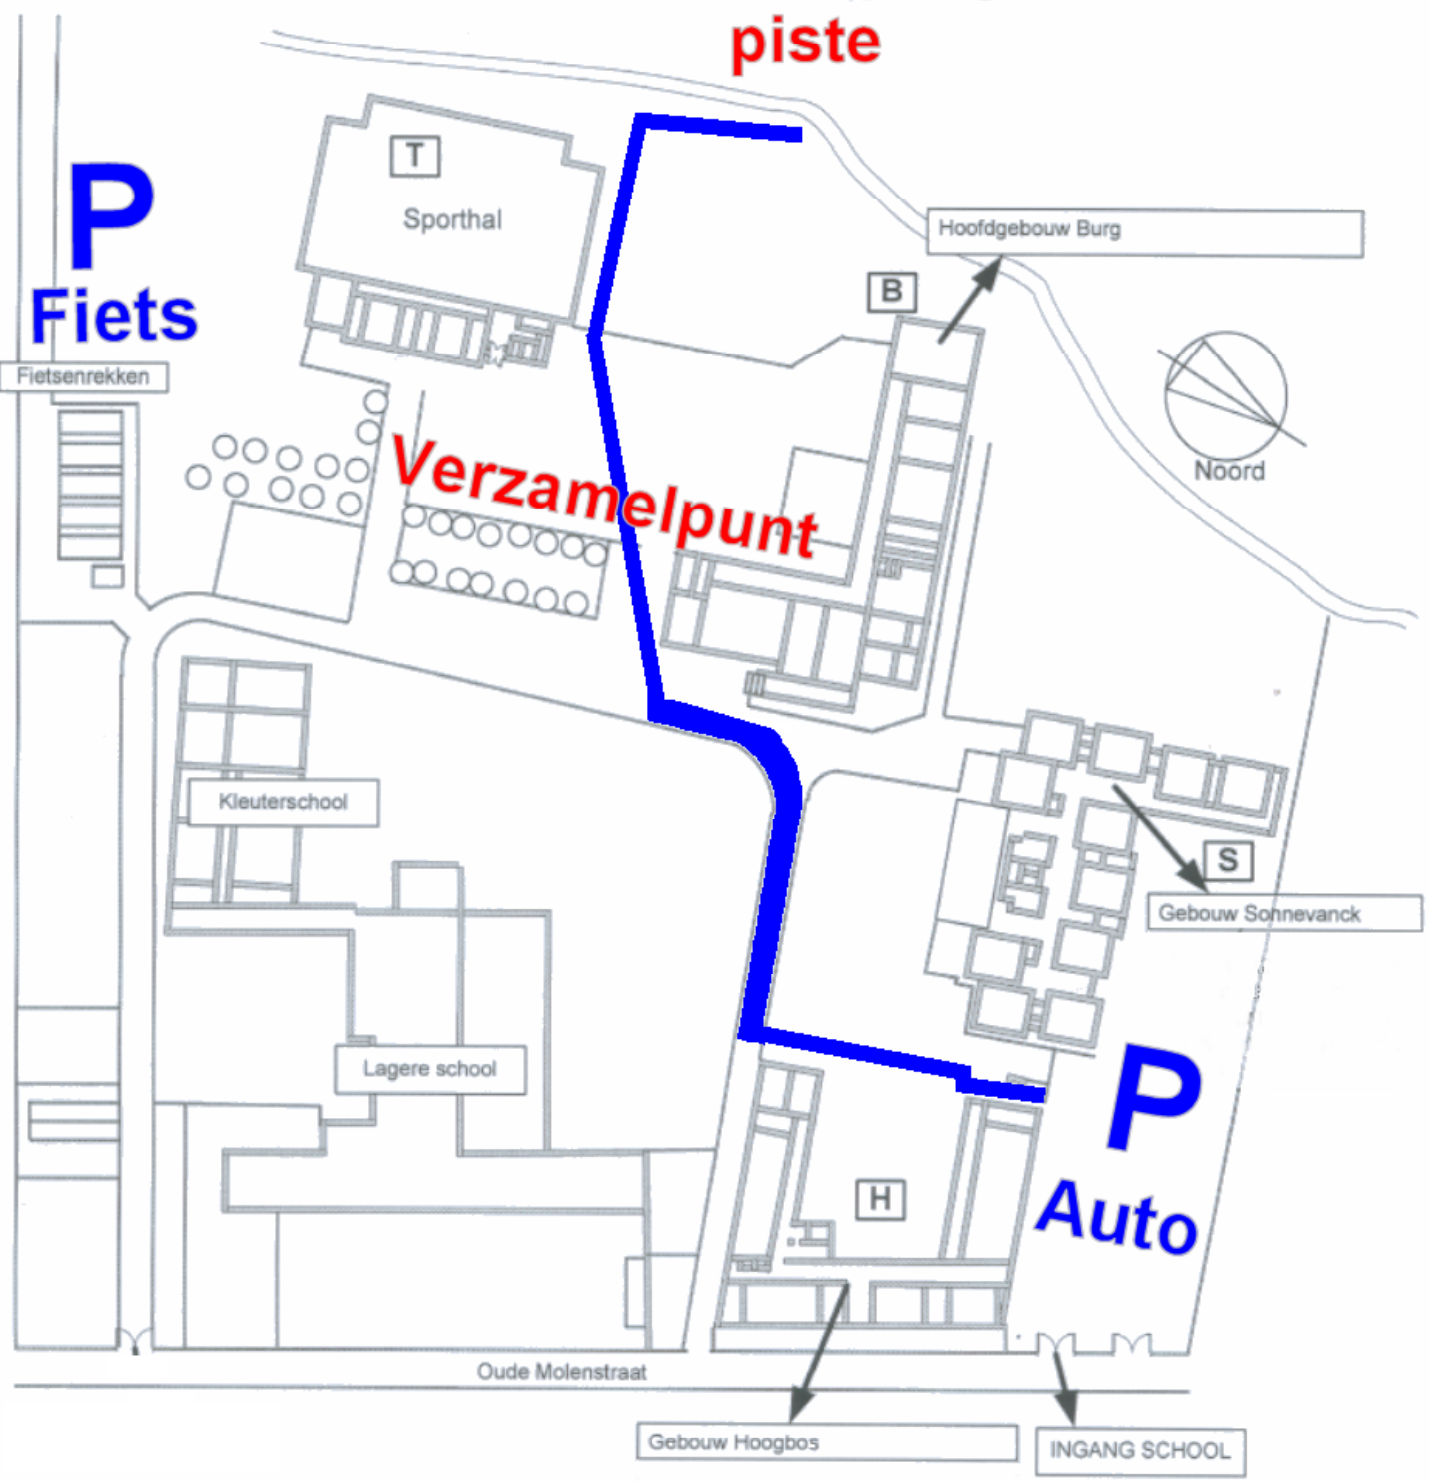 piste
T
Sporthal
P
Fiets
Fietsenrekken
Hoofdgebouw Burg
B
Noord
Verzamelpunt
Kleuterschool
S
Gebouw Sonnevanck
Lagere school
P
Auto
H
Oude Molenstraat
Gebouw Hoogbos
INGANG SCHOOL